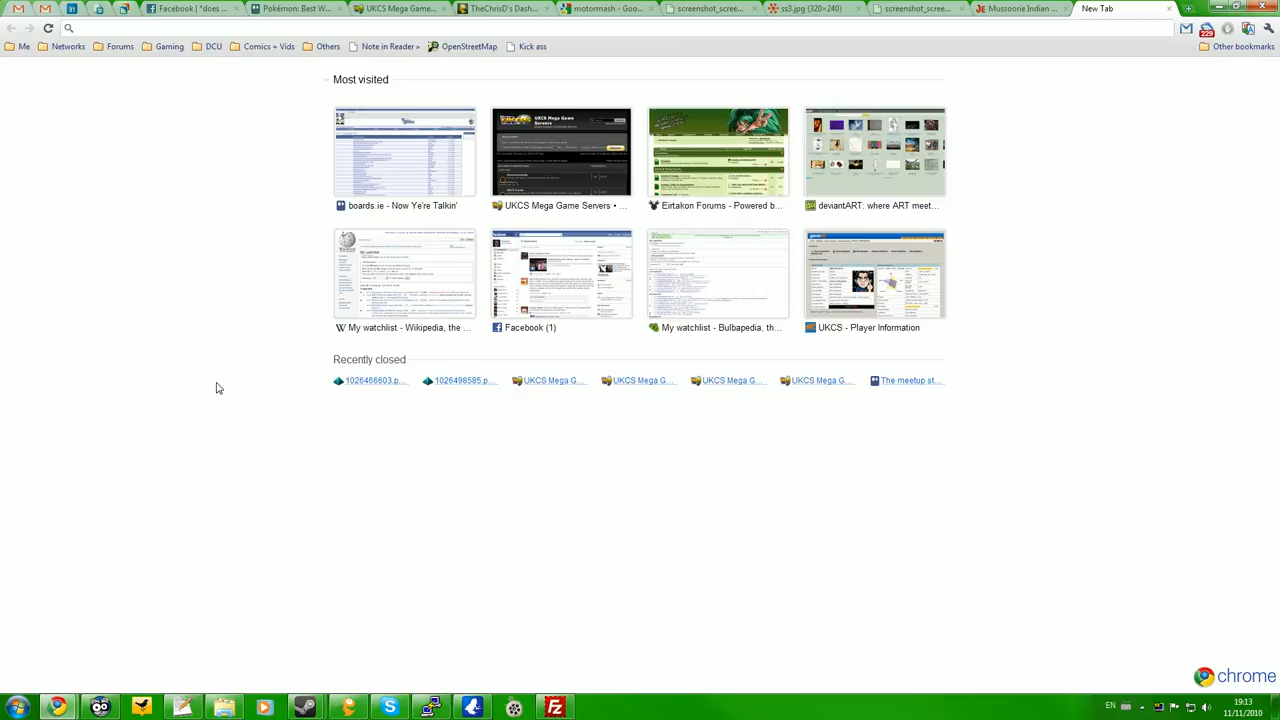 Facebook | "does ...
Pokémon: Best W...
UKCS Mega Game...
TheChrisD's Dash...
motormash - Goo...
screenshot_scree...
ss3.jpg (320×240)
screenshot_scree...
Mussoorie Indian ...
New Tab
229
Me
Networks
Forums
Gaming
DCU
Comics + Vids
Others
Note in Reader »
OpenStreetMap
Kick ass
Other bookmarks
Most visited
boards.ie - Now Ye're Talkin'
UKCS Mega Game Servers • ...
Eirtakon Forums - Powered b...
deviantART: where ART meet...
My watchlist - Wikipedia, the ...
Facebook (1)
My watchlist - Bulbapedia, th...
UKCS - Player Information
Recently closed
1026466603.p...
1026498585.p...
UKCS Mega G...
UKCS Mega G...
UKCS Mega G...
UKCS Mega G...
The meetup st...
chrome
EN
19:13
11/11/2010